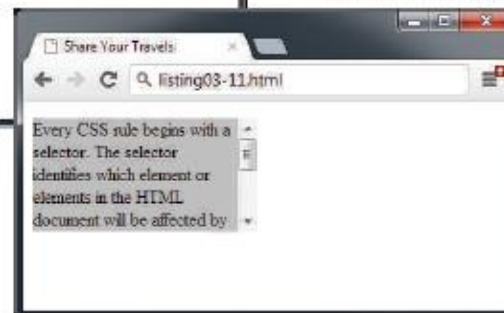 Share Your Travels
listing03-11.html
Every CSS rule begins with a
selector. The selector
identifies which element or
elements in the HTML
document will be affected by